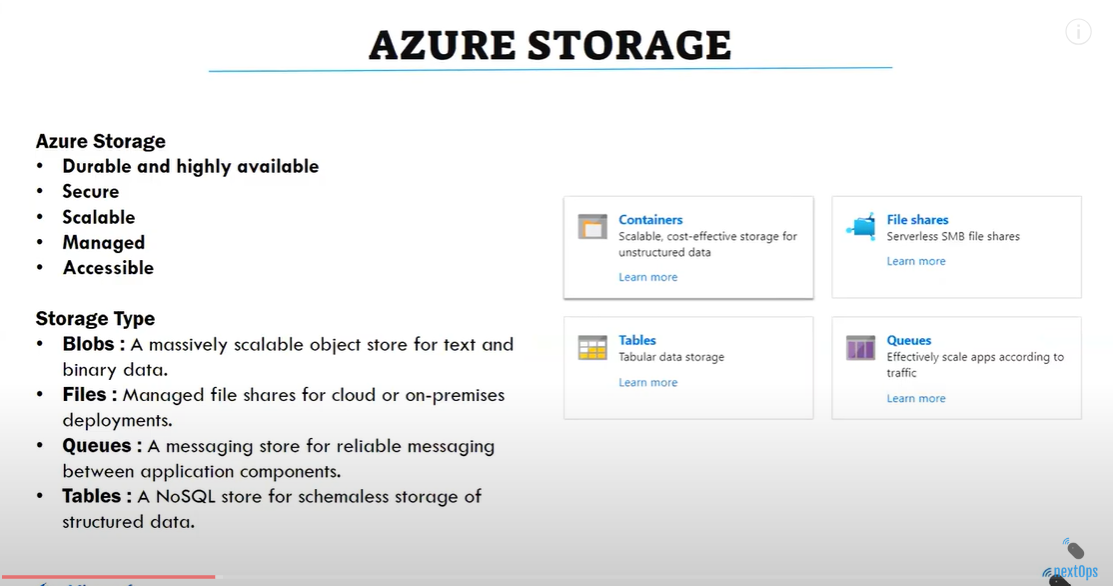 AZURE STORAGE
Azure Storage
• Durable and highly available
• Secure
• Scalable
• Managed
• Accessible
Storage Type
• Blobs : A massively scalable object store for text and
binary data.
• Files : Managed file shares for cloud or on-premises
deployments.
• Queues : A messaging store for reliable messaging
between application components.
• Tables : A NoSQL store for schemaless storage of
structured data.
Containers
Scalable, cost-effective storage for
unstructured data
Learn more
File shares
Serverless SMB file shares
Learn more
Tables
Tabular data storage
Learn more
Queues
Effectively scale apps according to
traffic
Learn more
nextOps